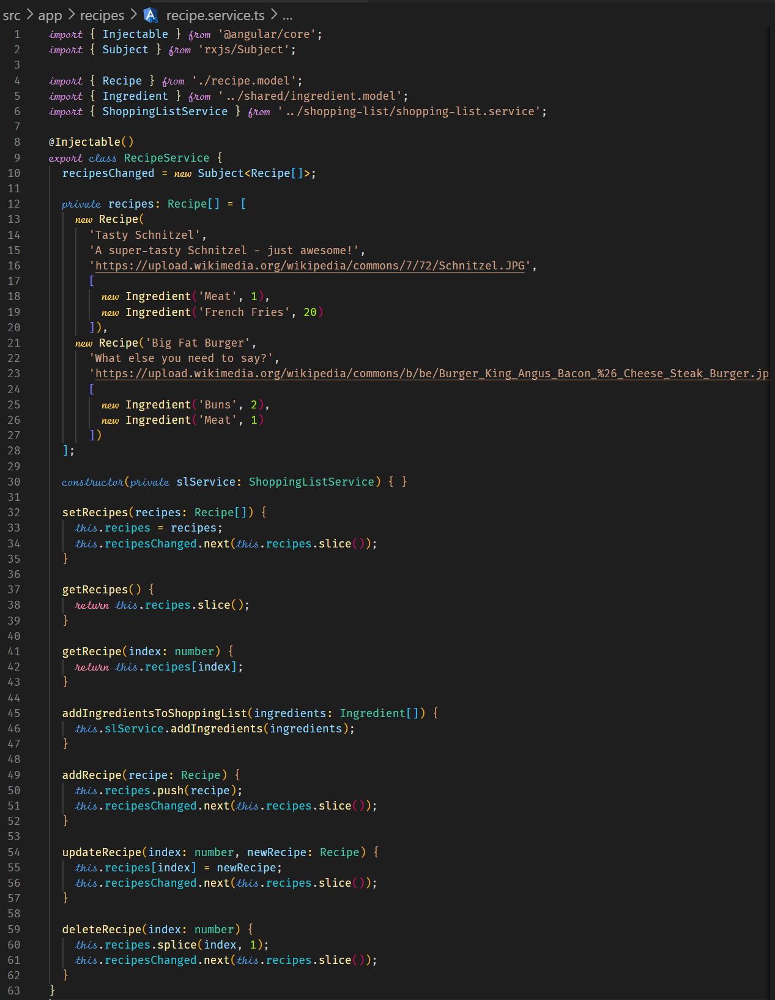 src > app > recipes > recipe.service.ts > ...
1 import { Injectable } from '@angular/core';
2 import { Subject } from 'rxjs/Subject';
3
4 import { Recipe } from './recipe.model';
5 import { Ingredient } from '../shared/ingredient.model';
6 import { ShoppingListService } from '../shopping-list/shopping-list.service';
7
8 @Injectable()
9 export class RecipeService {
10 recipesChanged = new Subject<Recipe[]>;
11
12 private recipes: Recipe[] = [
13 new Recipe(
14 'Tasty Schnitzel',
15 'A super-tasty Schnitzel - just awesome!',
16 'https://upload.wikimedia.org/wikipedia/commons/7/72/Schnitzel.JPG',
17 [
18 new Ingredient('Meat', 1),
19 new Ingredient('French Fries', 20)
20 ]),
21 new Recipe('Big Fat Burger',
22 'What else you need to say?',
23 'https://upload.wikimedia.org/wikipedia/commons/b/be/Burger_King_Angus_Bacon_%26_Cheese_Steak_Burger.jp
24 [
25 new Ingredient('Buns', 2),
26 new Ingredient('Meat', 1)
27 ])
28 ];
29
30 constructor(private slService: ShoppingListService) { }
31
32 setRecipes(recipes: Recipe[]) {
33 this.recipes = recipes;
34 this.recipesChanged.next(this.recipes.slice());
35 }
36
37 getRecipes() {
38 return this.recipes.slice();
39 }
40
41 getRecipe(index: number) {
42 return this.recipes[index];
43 }
44
45 addIngredientsToShoppingList(ingredients: Ingredient[]) {
46 this.slService.addIngredients(ingredients);
47 }
48
49 addRecipe(recipe: Recipe) {
50 this.recipes.push(recipe);
51 this.recipesChanged.next(this.recipes.slice());
52 }
53
54 updateRecipe(index: number, newRecipe: Recipe) {
55 this.recipes[index] = newRecipe;
56 this.recipesChanged.next(this.recipes.slice());
57 }
58
59 deleteRecipe(index: number) {
60 this.recipes.splice(index, 1);
61 this.recipesChanged.next(this.recipes.slice());
62 }
63 }